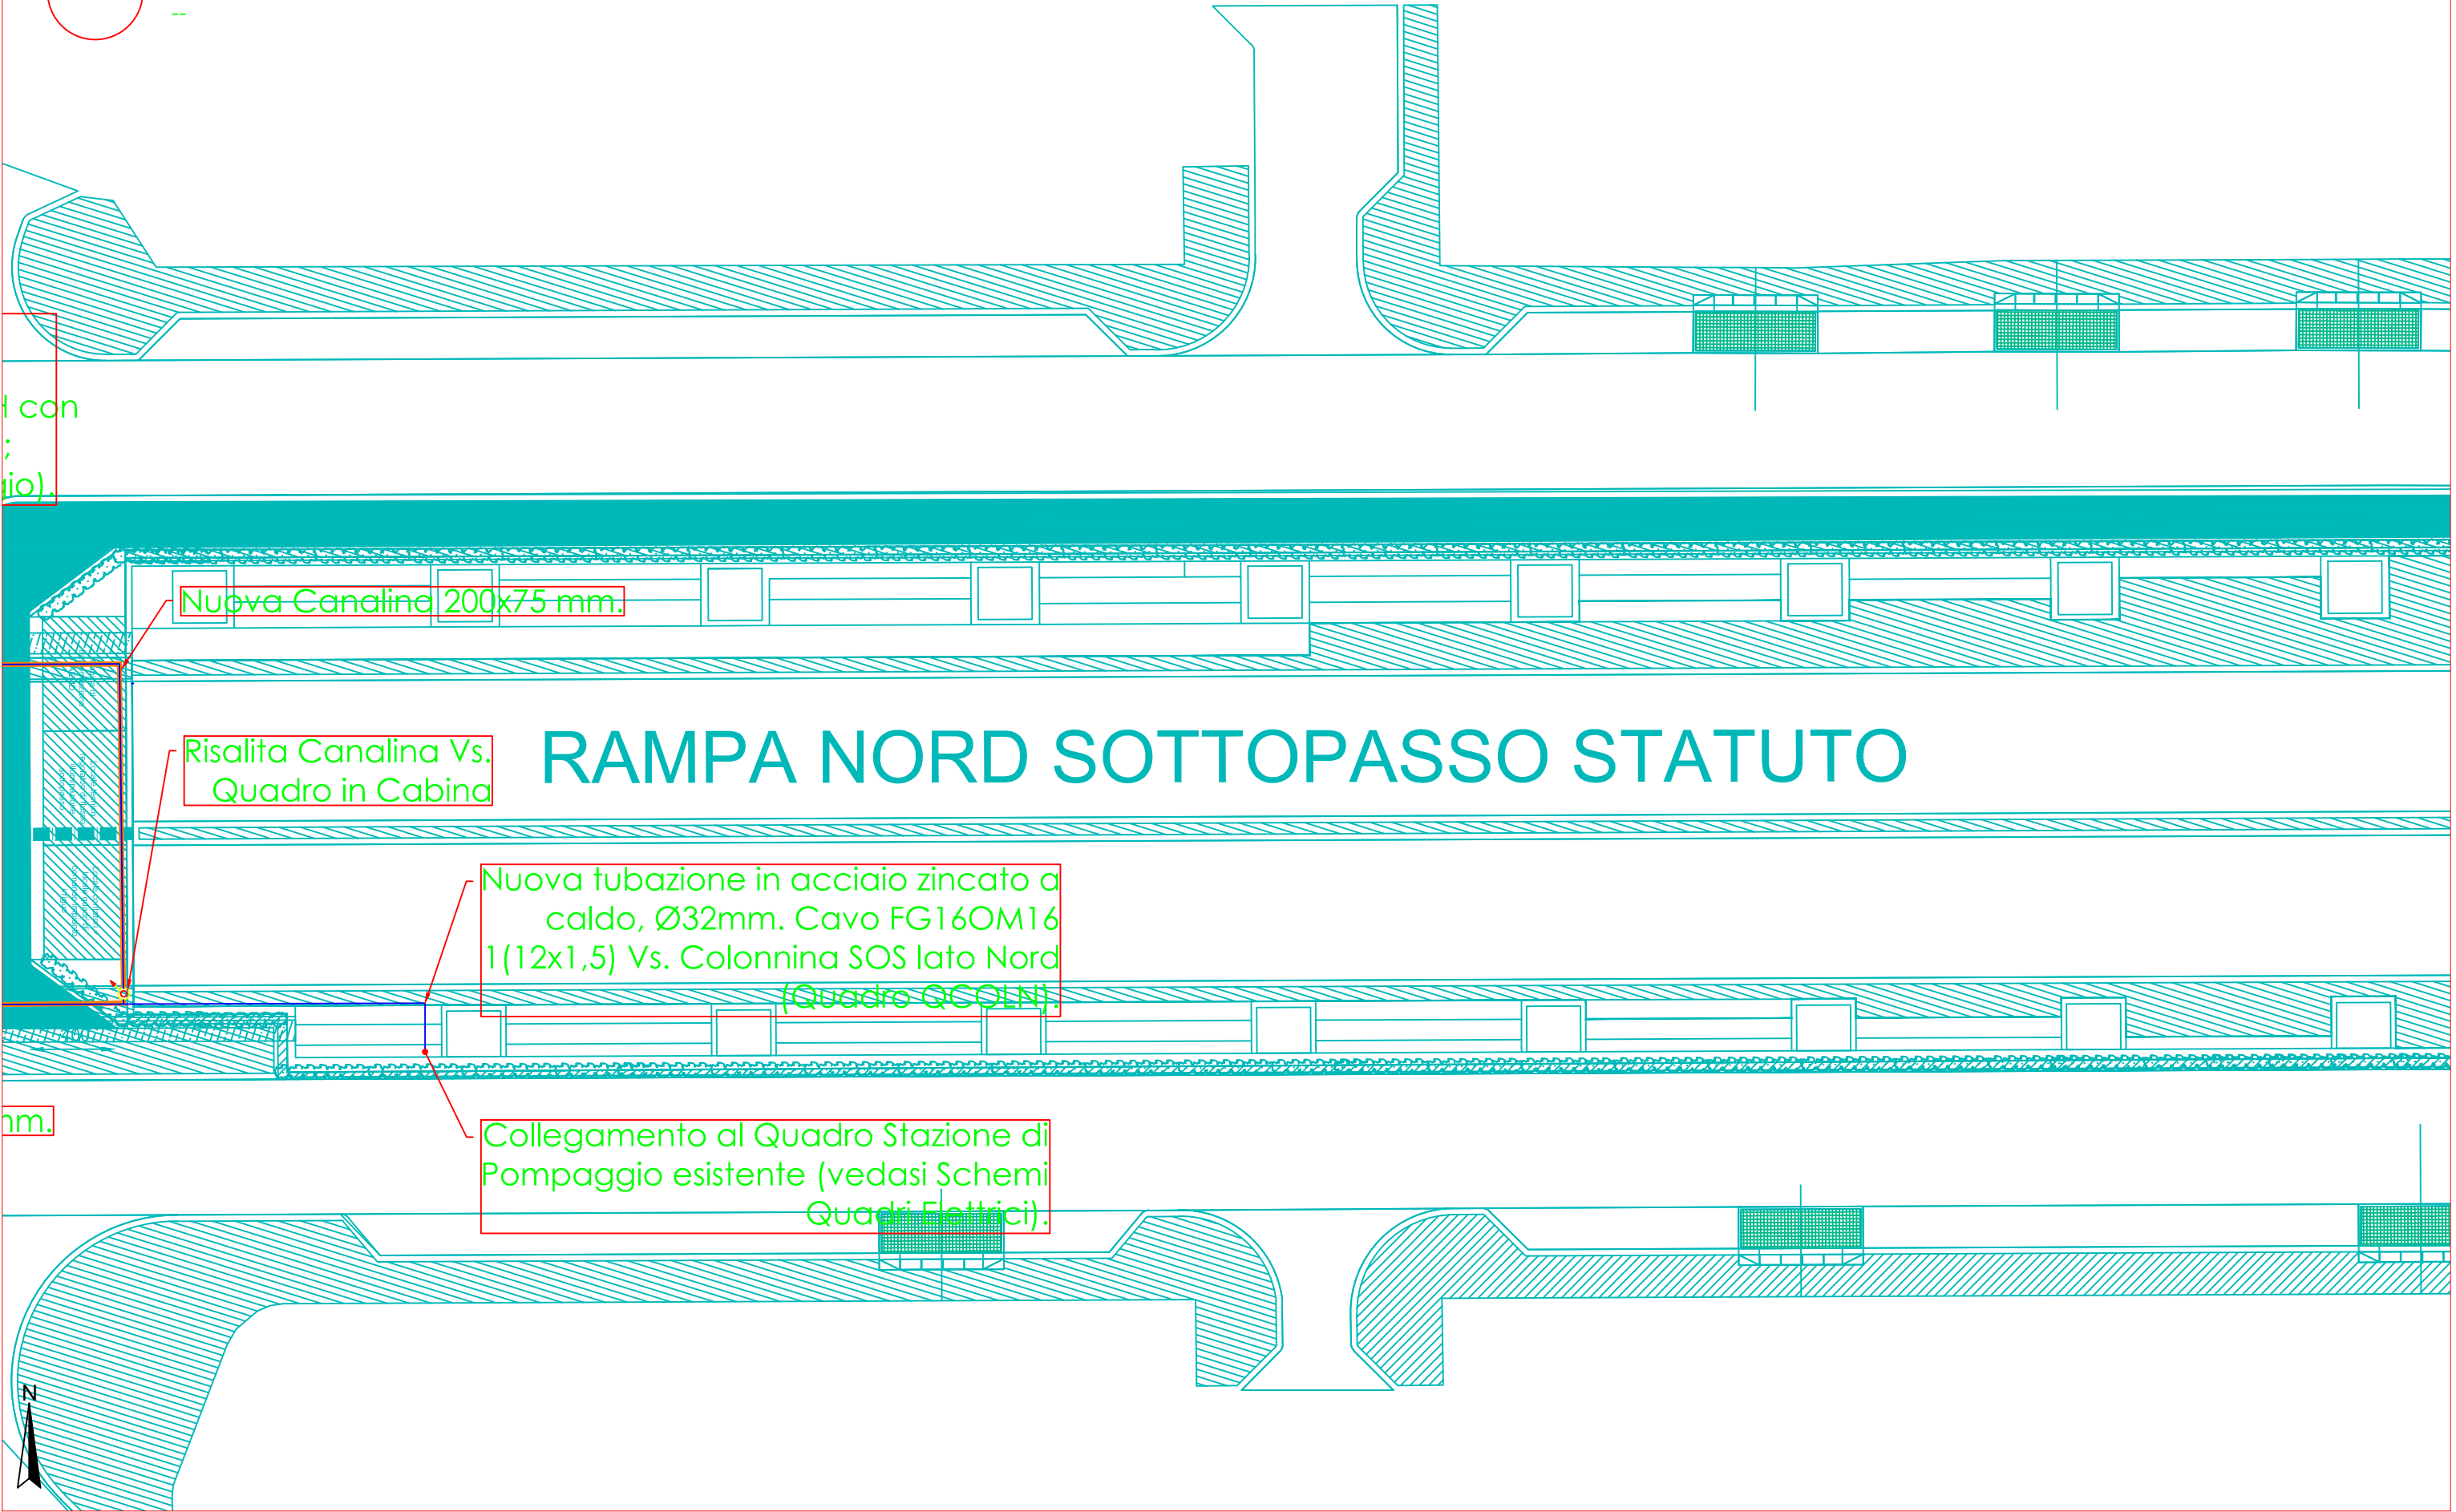 --
con
;
io).
Nuova Canalina 200x75 mm.
Risalita Canalina Vs.
Quadro in Cabina
RAMPA NORD SOTTOPASSO STATUTO
Nuova tubazione in acciaio zincato a
caldo, Ø32mm. Cavo FG16OM16
1(12x1,5) Vs. Colonnina SOS lato Nord
(Quadro QCOLN).
mm.
Collegamento al Quadro Stazione di
Pompaggio esistente (vedasi Schemi
Quadri Elettrici).
N